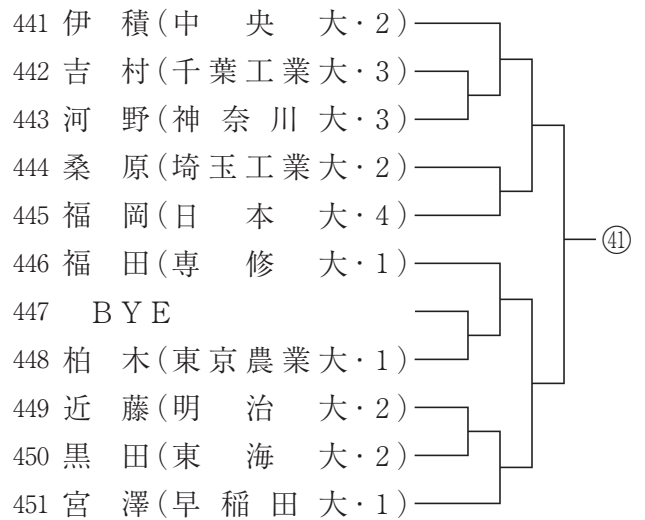 441 伊 積(中 央 大・2)
442 吉 村(千葉工業大・3)
443 河 野(神 奈 川 大・3)
444 桑 原(埼玉工業大・2)
445 福 岡(日 本 大・4)
446 福 田(専 修 大・1)
447 BYE
448 柏 木(東京農業大・1)
449 近 藤(明 治 大・2)
450 黒 田(東 海 大・2)
451 宮 澤(早 稲 田 大・1)
㊶